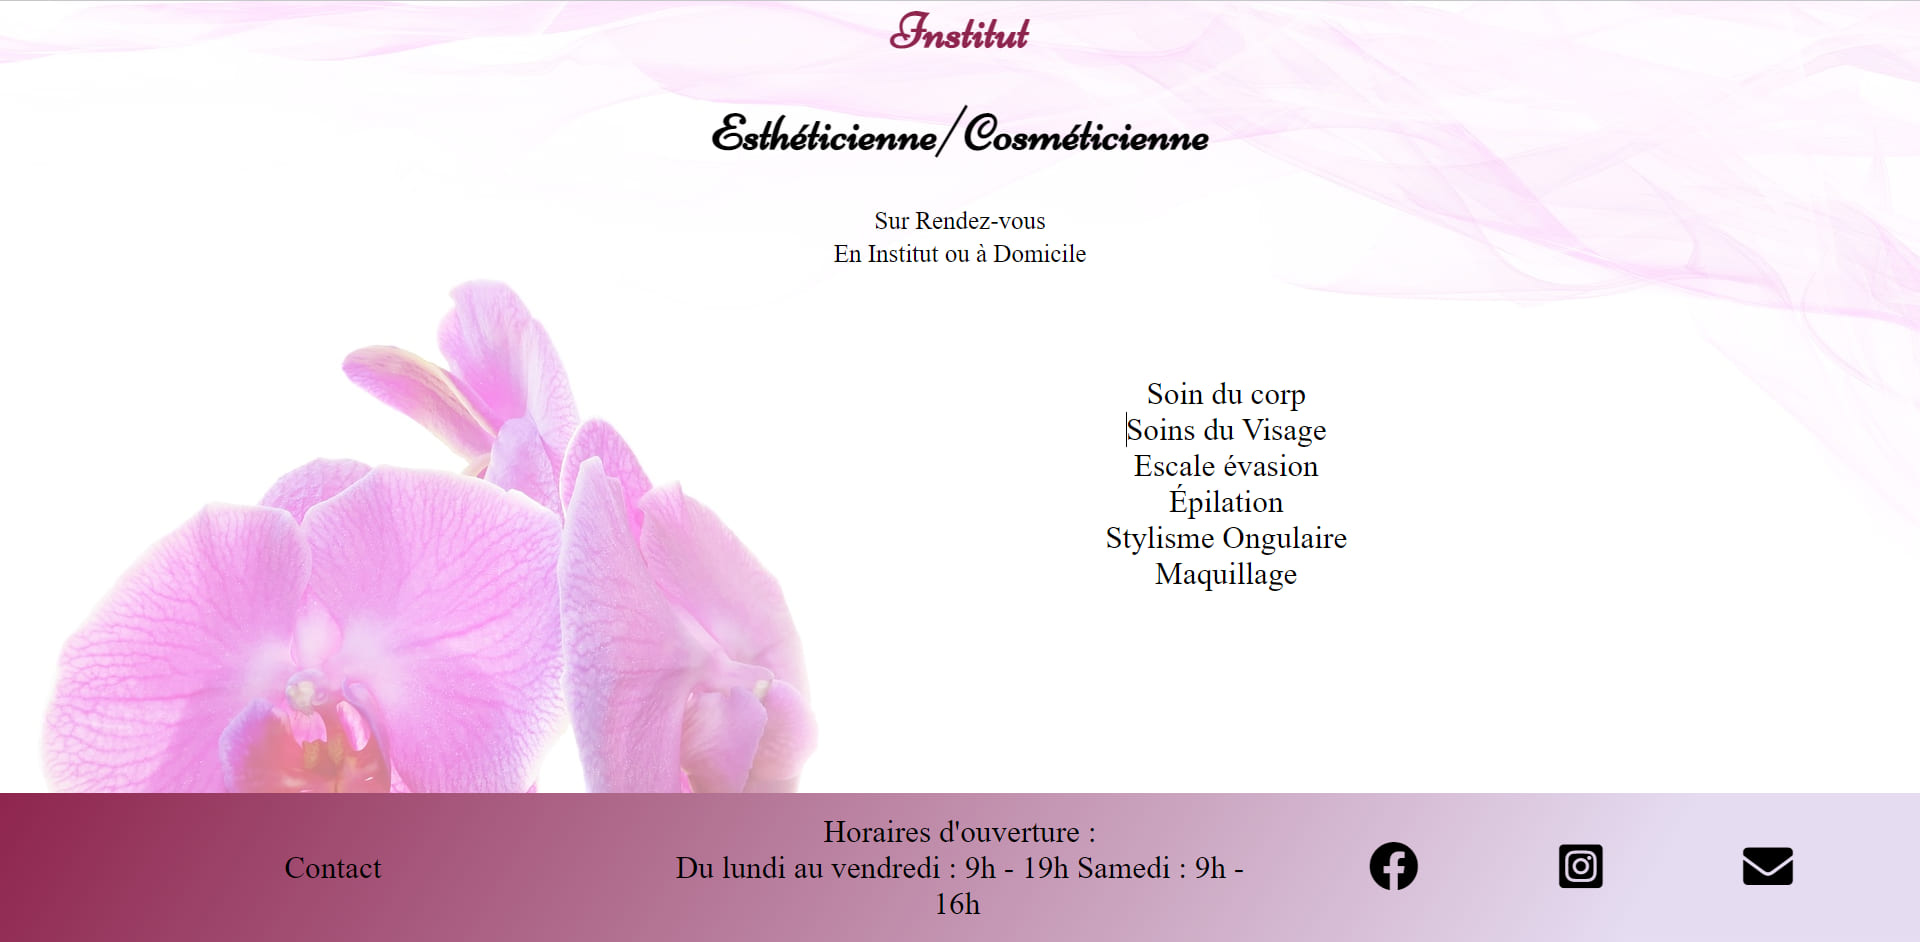 Institut
Esthéticienne/Cosméticienne
Sur Rendez-vous
En Institut ou à Domicile
Soin du corp
Soins du Visage
Escale évasion
Épilation
Stylisme Ongulaire
Maquillage
Contact
Horaires d'ouverture :
Du lundi au vendredi : 9h - 19h Samedi : 9h -
16h